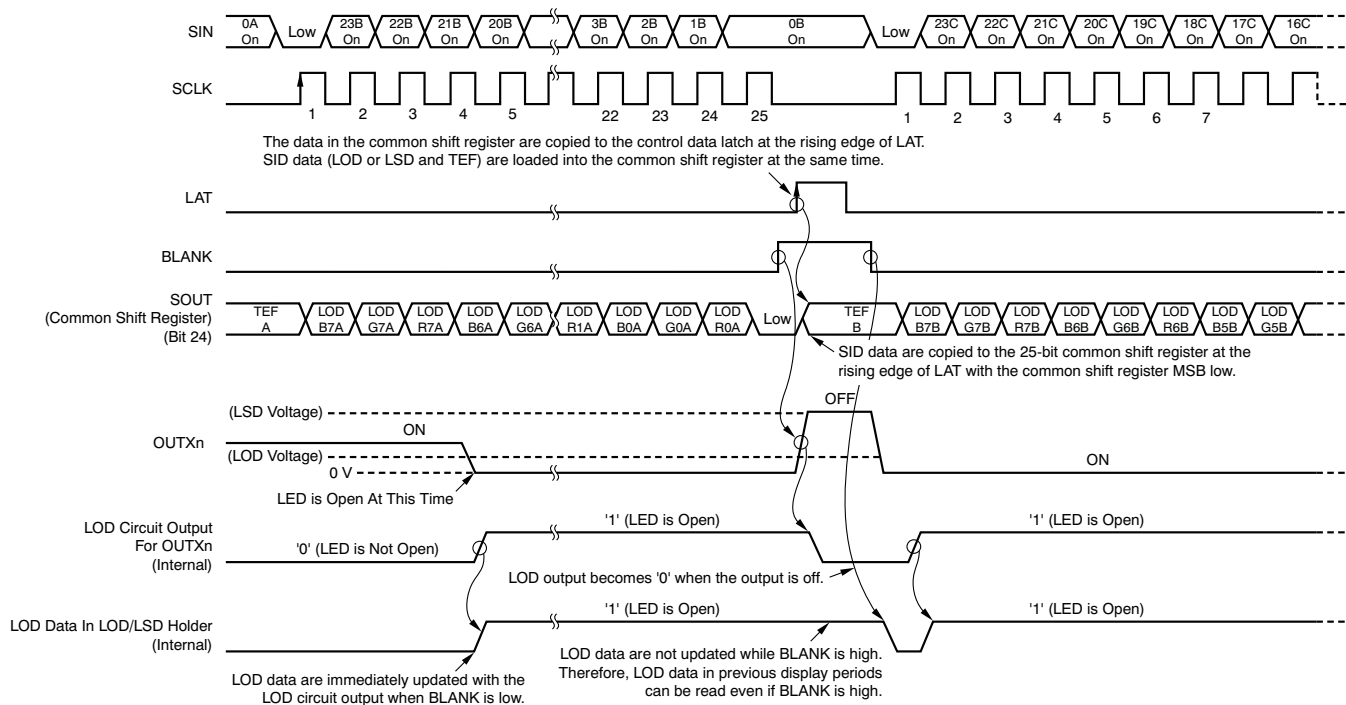 SIN
0A On Low 23B On 22B On 21B On 20B On 3B On 2B On 1B On 0B On Low 23C On 22C On 21C On 20C On 19C On 18C On 17C On 16C On
SCLK
1 2 3 4 5 22 23 24 25 1 2 3 4 5 6 7
The data in the common shift register are copied to the control data latch at the rising edge of LAT.
SID data (LOD or LSD and TEF) are loaded into the common shift register at the same time.
LAT
BLANK
SOUT
(Common Shift Register)
(Bit 24)
TEF A LOD B7A LOD G7A LOD R7A LOD B6A LOD G6A LOD R1A LOD B0A LOD G0A LOD R0A Low TEF B LOD B7B LOD G7B LOD R7B LOD B6B LOD G6B LOD R6B LOD B5B LOD G5B
SID data are copied to the 25-bit common shift register at the
rising edge of LAT with the common shift register MSB low.
OUTXn
(LSD Voltage)
OFF
ON
(LOD Voltage)
ON
0 V
LED is Open At This Time
LOD Circuit Output
For OUTXn
(Internal)
'0' (LED is Not Open)
'1' (LED is Open)
'1' (LED is Open)
LOD output becomes '0' when the output is off.
LOD Data In LOD/LSD Holder
(Internal)
'1' (LED is Open)
'1' (LED is Open)
LOD data are immediately updated with the
LOD circuit output when BLANK is low.
LOD data are not updated while BLANK is high.
Therefore, LOD data in previous display periods
can be read even if BLANK is high.